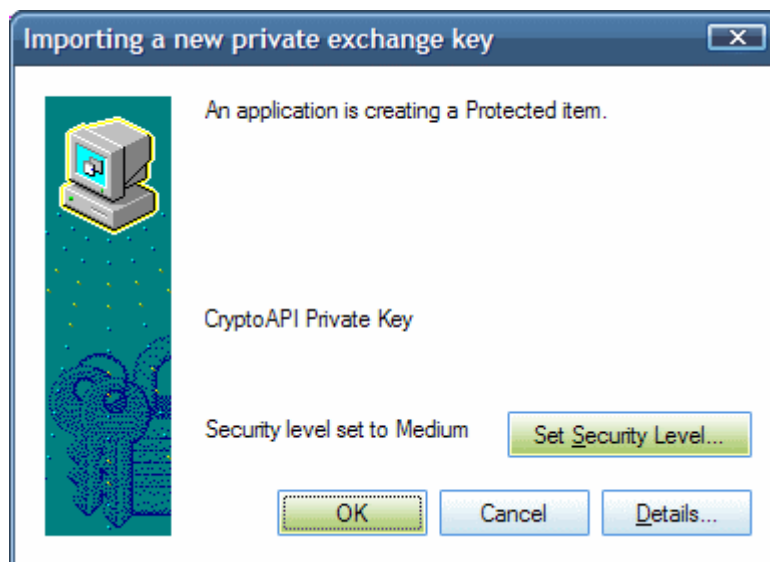 Importing a new private exchange key
An application is creating a Protected item.
CryptoAPI Private Key
Security level set to Medium
Set Security Level...
OK
Cancel
Details...